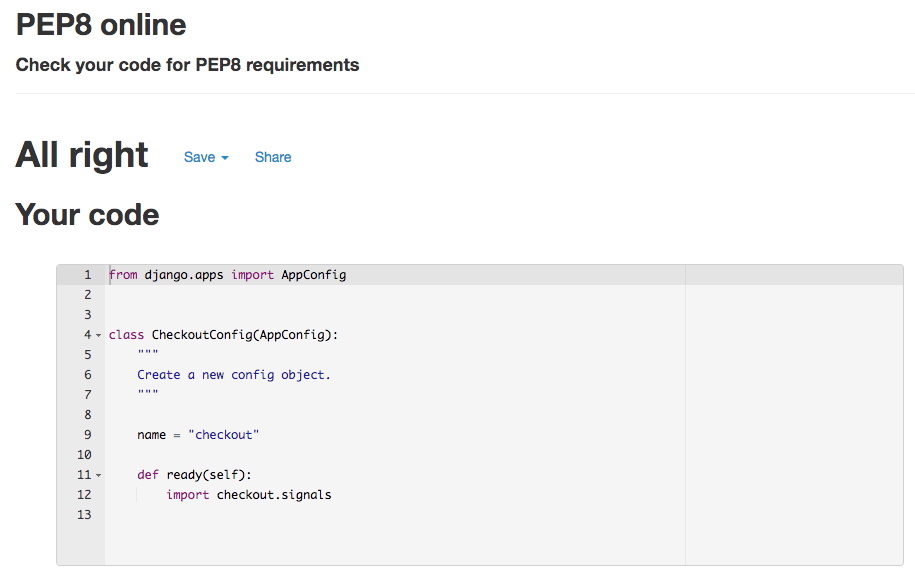 PEP8 online
Check your code for PEP8 requirements
All right Save Share
Your code
1 from django.apps import AppConfig
2
3
4 class CheckoutConfig(AppConfig):
5     """
6     Create a new config object.
7     """
8
9     name = "checkout"
10
11     def ready(self):
12         import checkout.signals
13